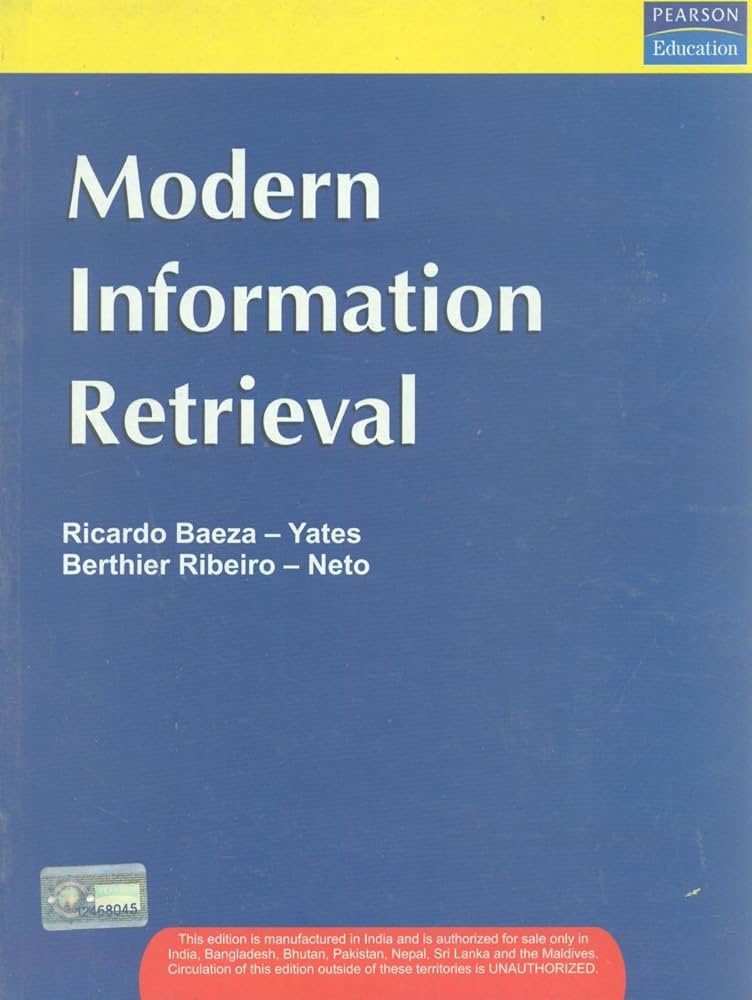 PEARSON
Education
Modern
Information
Retrieval
Ricardo Baeza – Yates
Berthier Ribeiro – Neto
12468045
This edition is manufactured in India and is authorized for sale only in
India, Bangladesh, Bhutan, Pakistan, Nepal, Sri Lanka and the Maldives.
Circulation of this edition outside of these territories is UNAUTHORIZED.